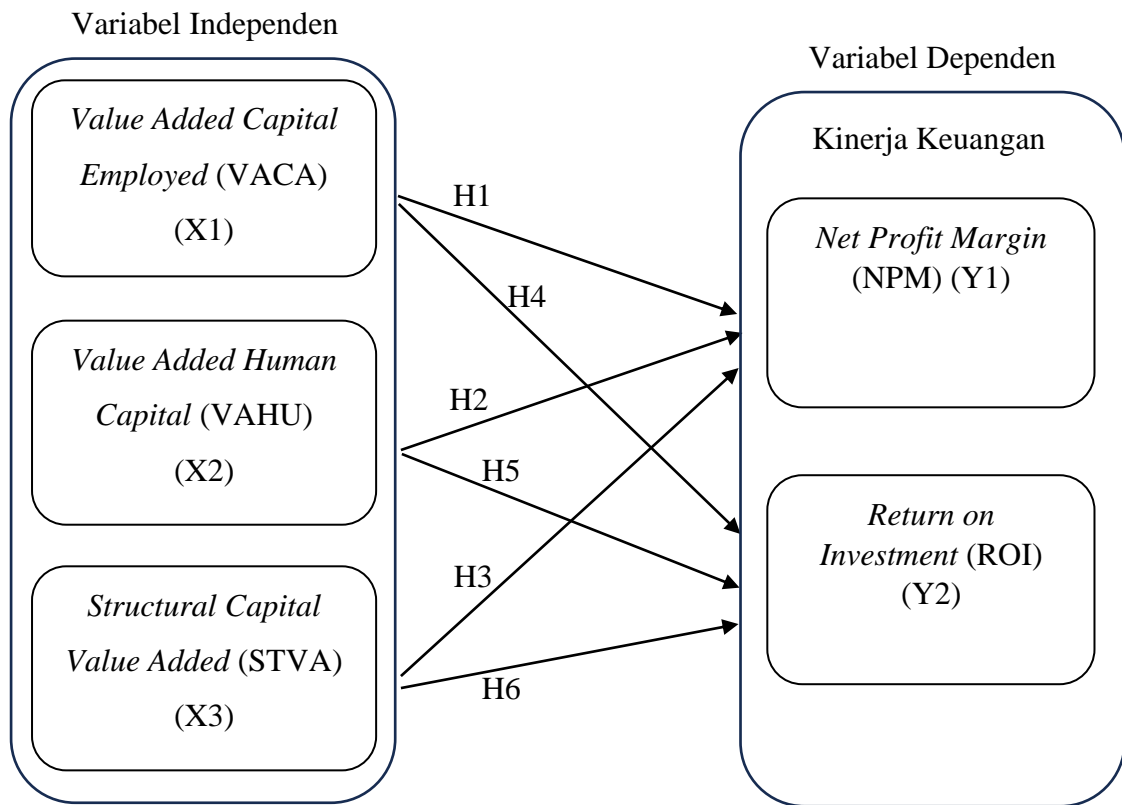 Variabel Independen
Value Added Capital
Employed (VACA)
(X1)
Value Added Human
Capital (VAHU)
(X2)
Structural Capital
Value Added (STVA)
(X3)
H1
H4
H2
H5
H3
H6
Variabel Dependen
Kinerja Keuangan
Net Profit Margin
(NPM) (Y1)
Return on
Investment (ROI)
(Y2)